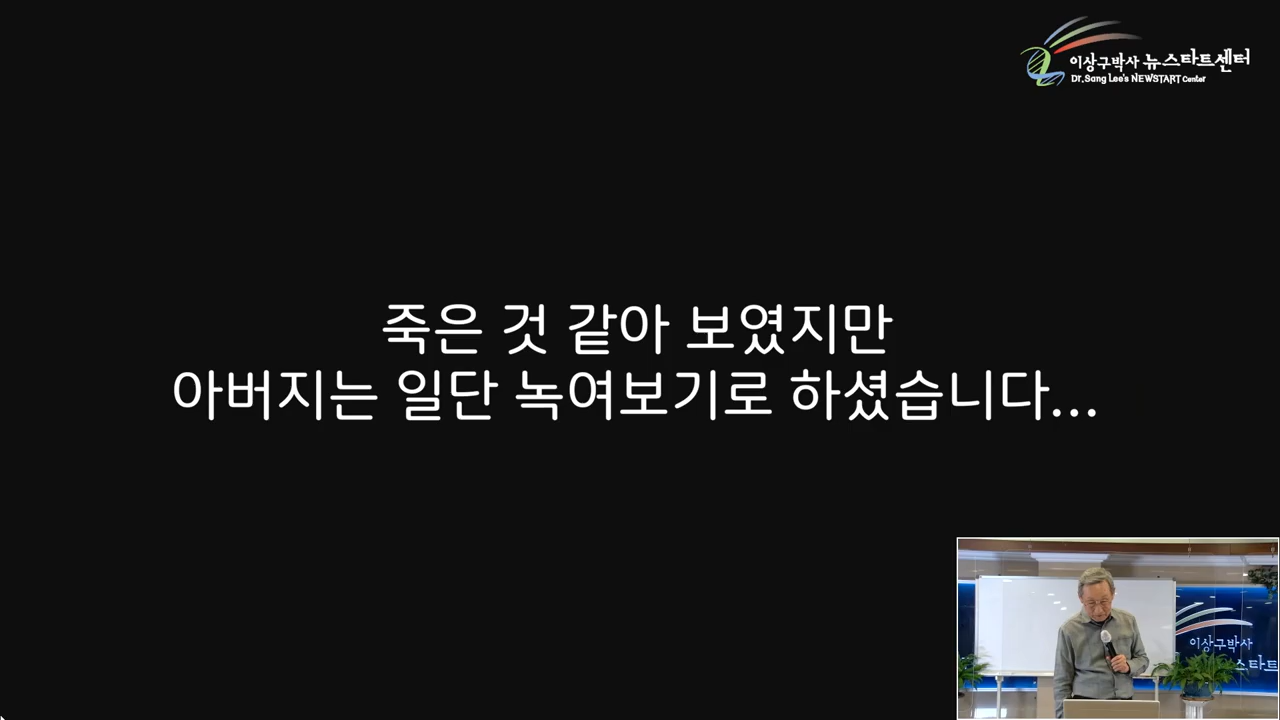 이상구박사 뉴스타트센터
Dr.Sang Lee's NEWSTART Center
죽은 것 같아 보였지만
아버지는 일단 녹여보기로 하셨습니다...
이상구박사
스타트